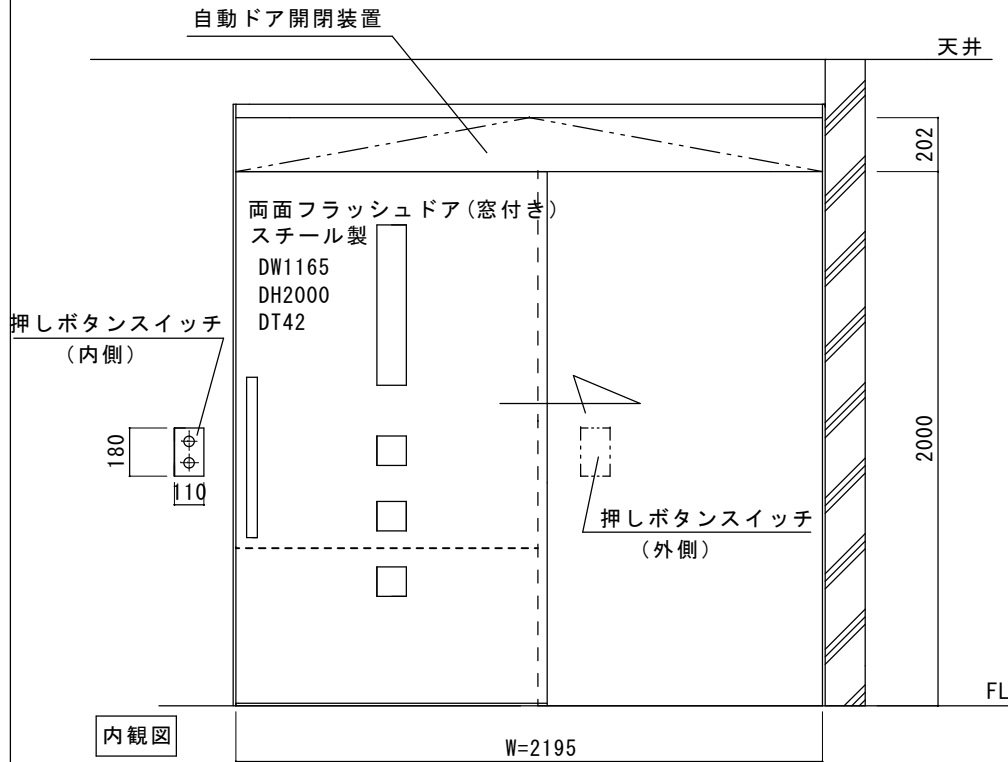 自動ドア開閉装置
天井
202
両面フラッシュドア(窓付き)
スチール製
DW1165
DH2000
DT42
押しボタンスイッチ
(内側)
180
110
2000
押しボタンスイッチ
(外側)
FL
内観図
W=2195